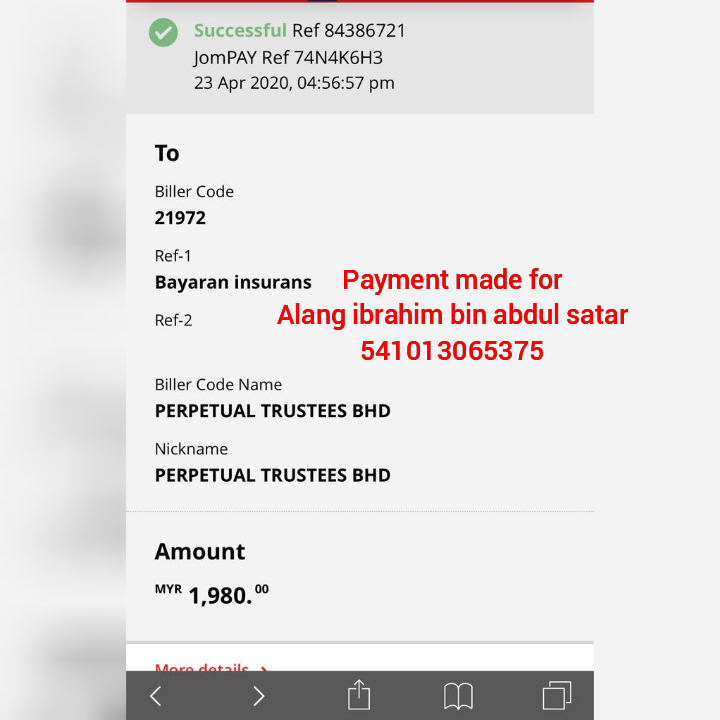 Successful Ref 84386721
JomPAY Ref 74N4K6H3
23 Apr 2020, 04:56:57 pm
To
Biller Code
21972
Ref-1
Bayaran insurans
Ref-2
Payment made for
Alang ibrahim bin abdul satar
541013065375
Biller Code Name
PERPETUAL TRUSTEES BHD
Nickname
PERPETUAL TRUSTEES BHD
Amount
MYR 1,980.00
More details